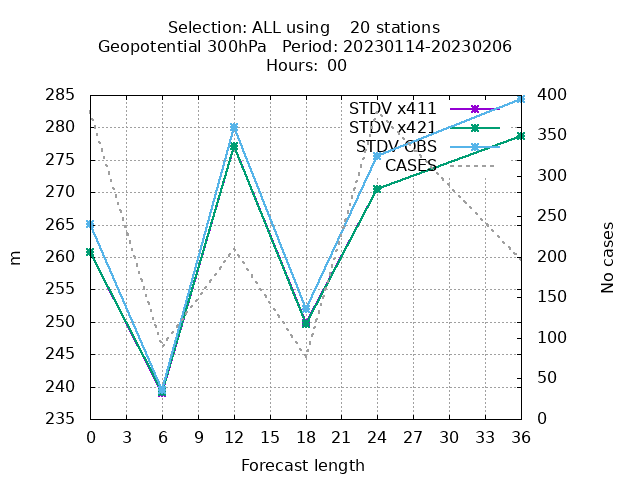 Selection: ALL using    20 stations
Geopotential 300hPa   Period: 20230114-20230206
Hours:  00
285
280
275
270
265
260
255
250
245
240
235
m
STDV x411
STDV x421
STDV OBS
CASES
400
350
300
250
200
150
100
50
0
No cases
0 3 6 9 12 15 18 21 24 27 30 33 36
Forecast length